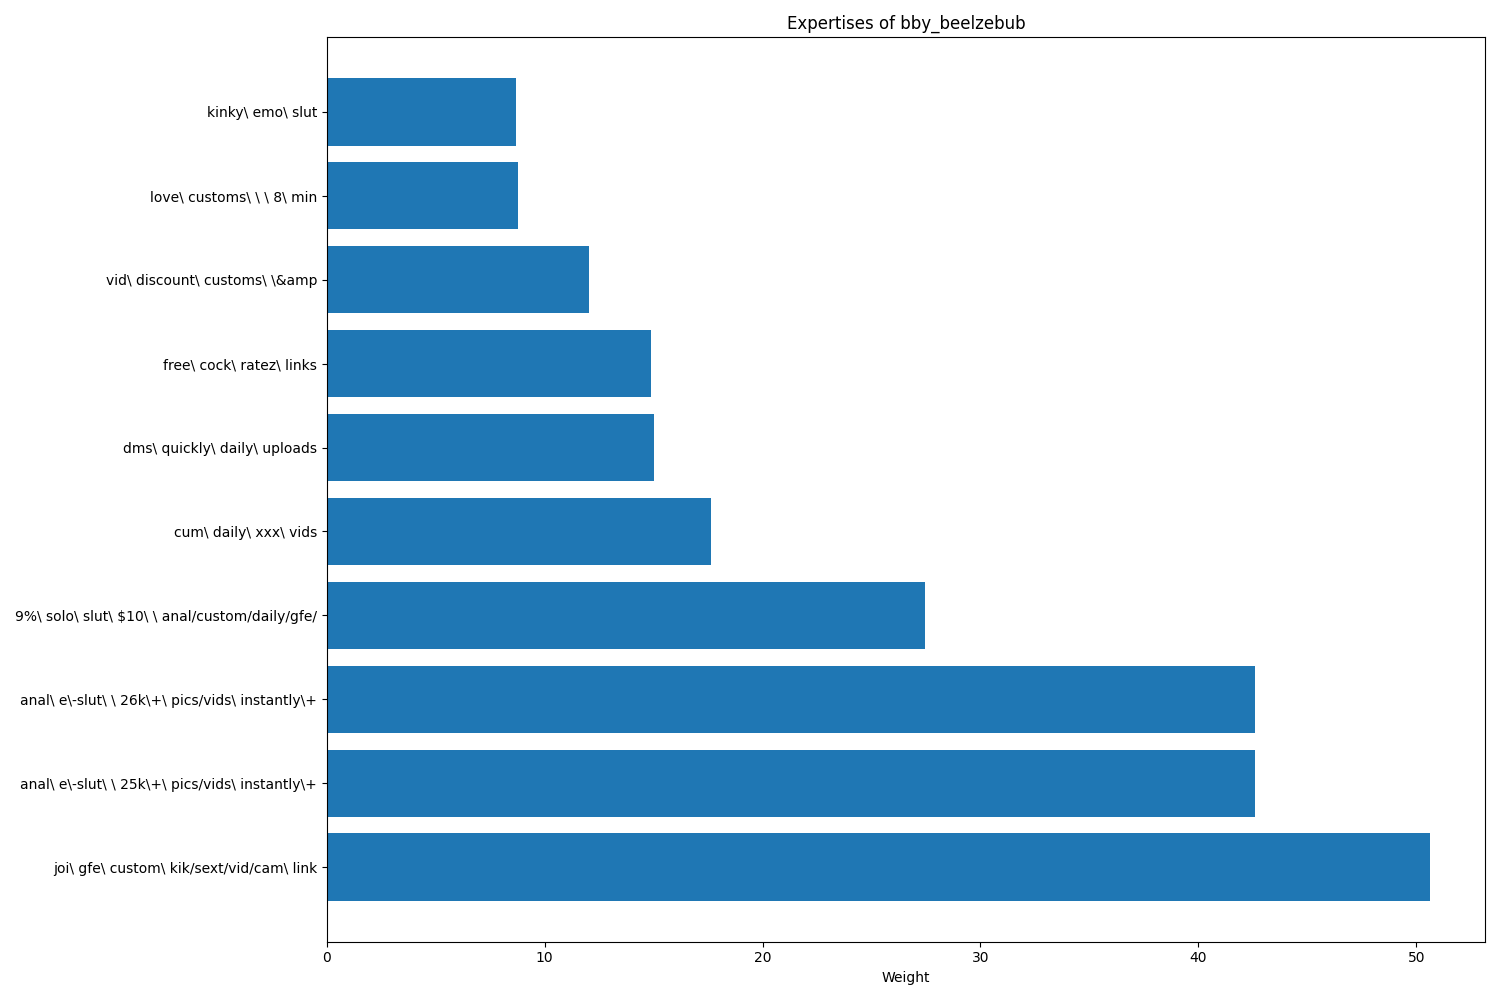 Expertises of bby_beelzebub
kinky\ emo\ slut
love\ customs\ \ \ 8\ min
vid\ discount\ customs\ \&amp
free\ cock\ ratez\ links
dms\ quickly\ daily\ uploads
cum\ daily\ xxx\ vids
9%\ solo\ slut\ $10\ \ anal/custom/daily/gfe/
anal\ e\-slut\ \ 26k\+\ pics/vids\ instantly\+
anal\ e\-slut\ \ 25k\+\ pics/vids\ instantly\+
joi\ gfe\ custom\ kik/sext/vid/cam\ link
0 10 20 30 40 50
Weight